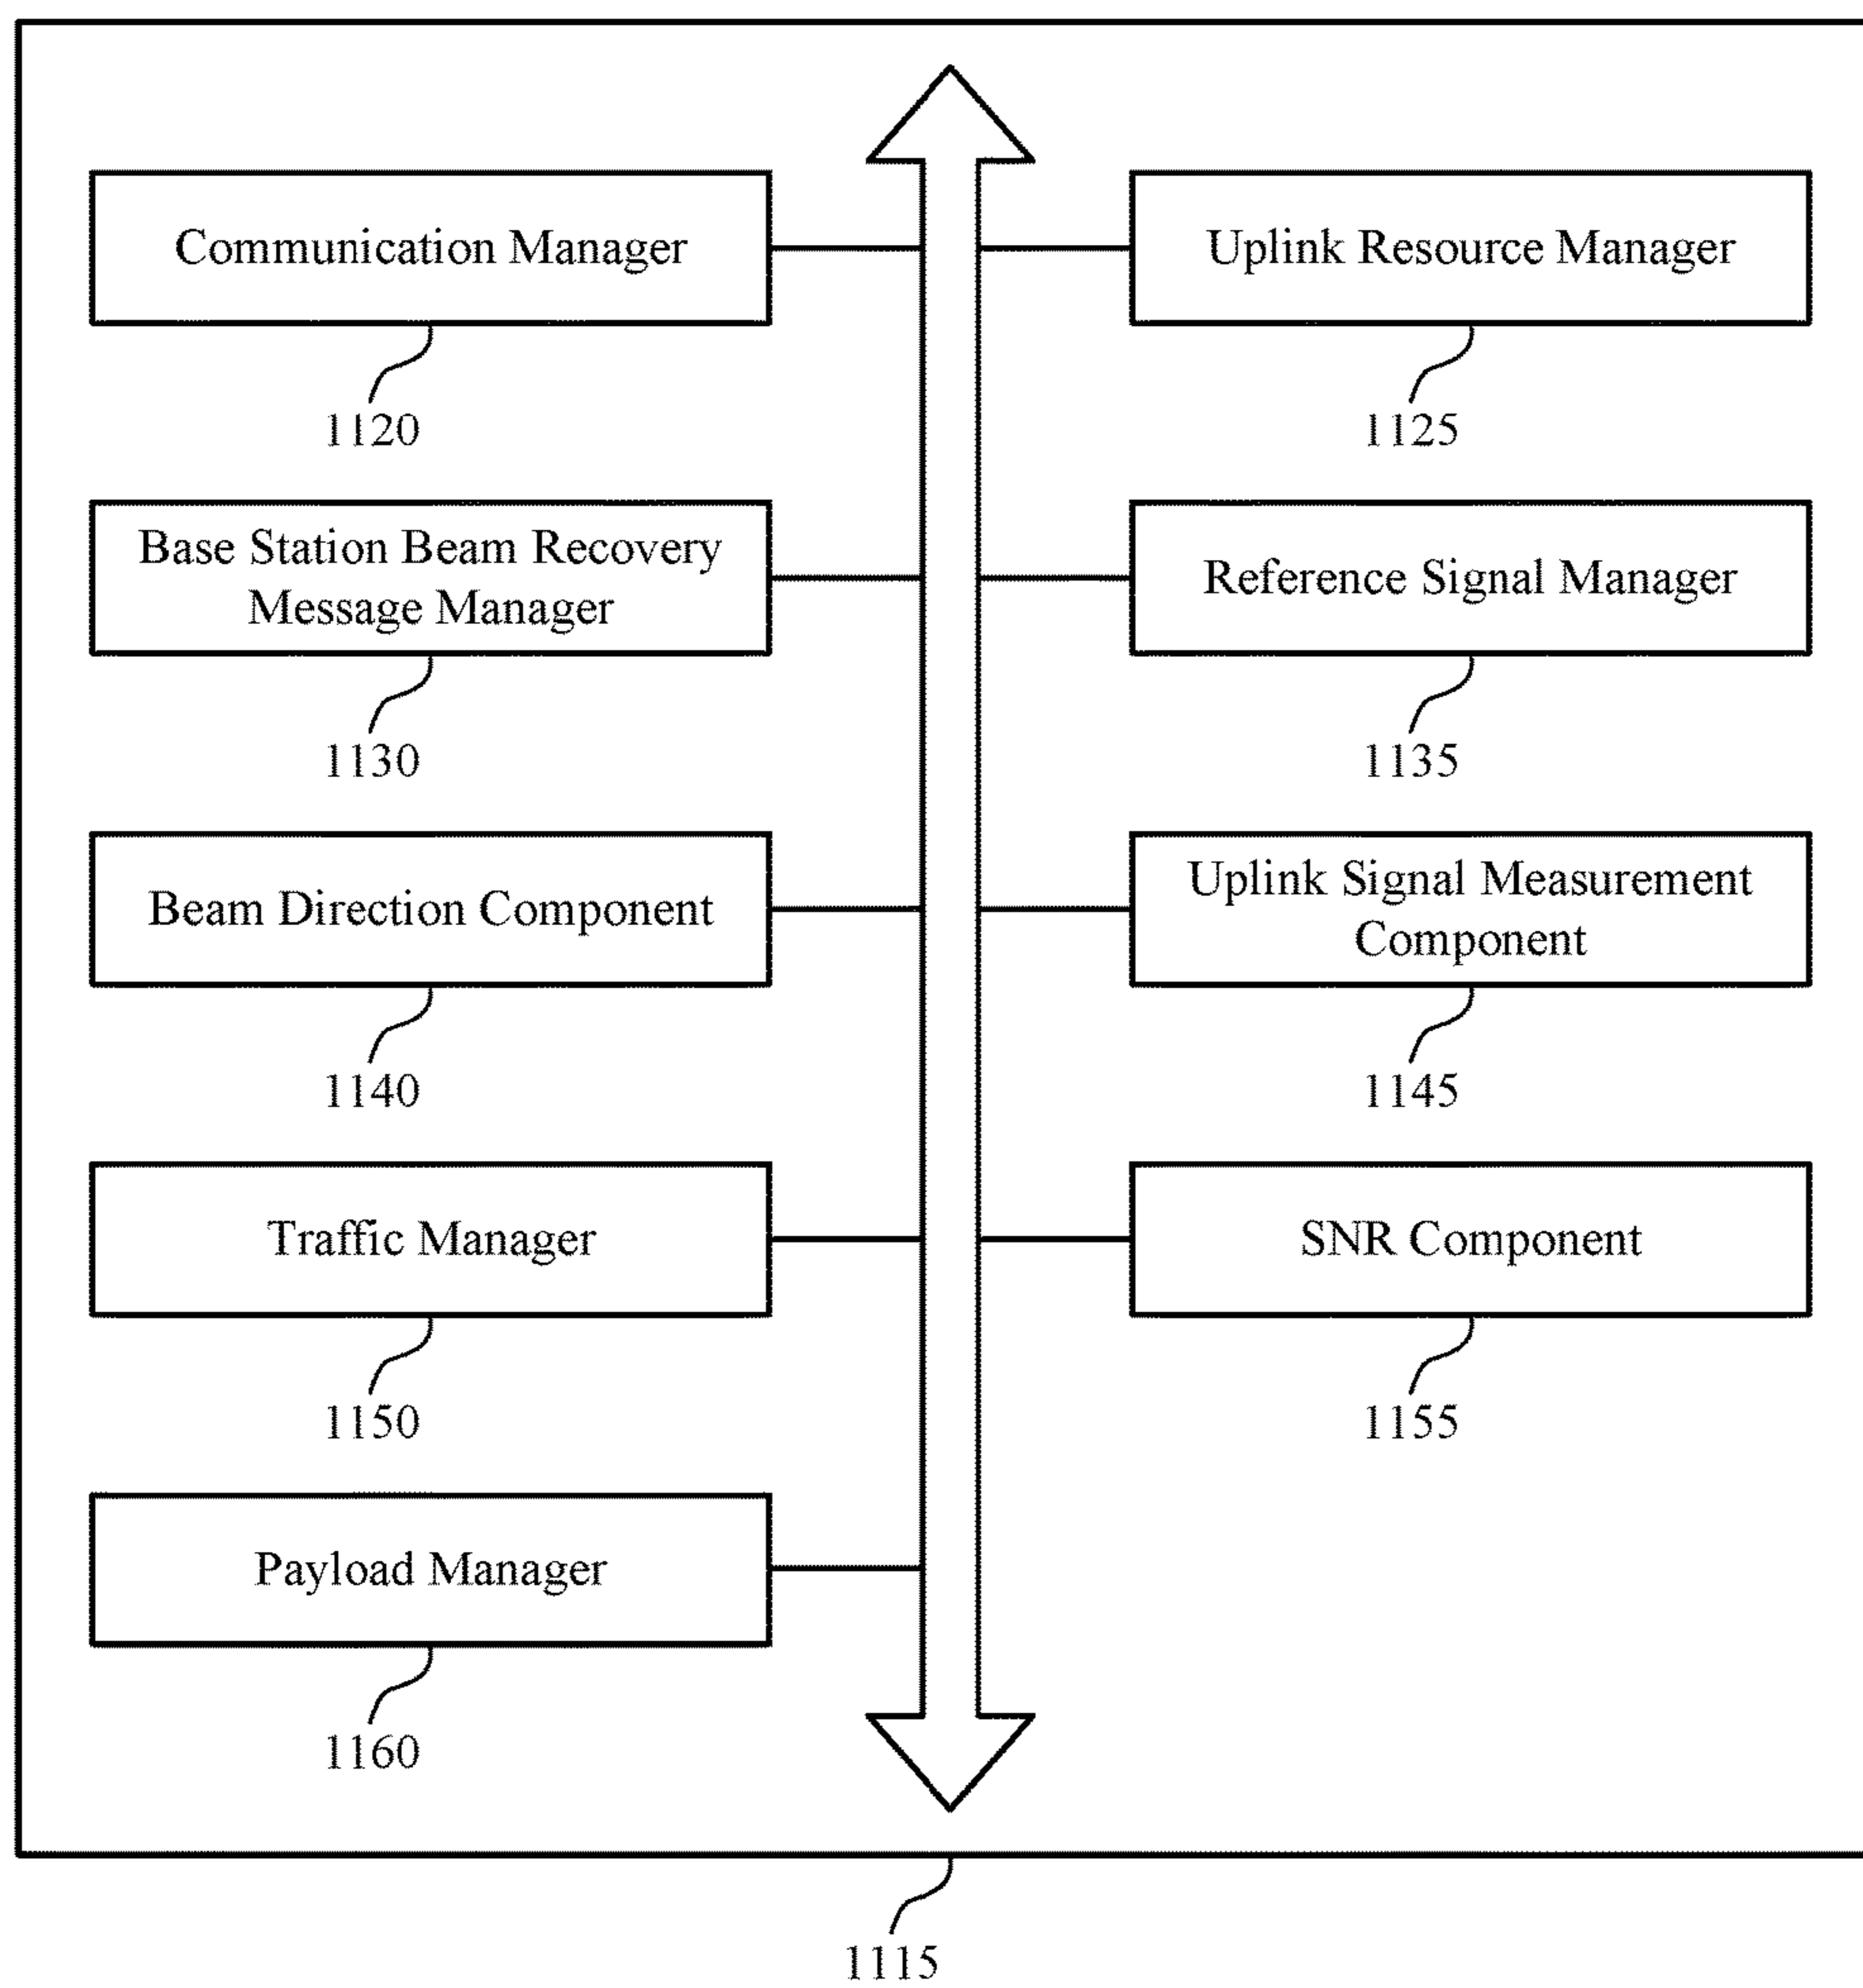 Communication Manager
1120
Uplink Resource Manager
1125
Base Station Beam Recovery
Message Manager
1130
Reference Signal Manager
1135
Beam Direction Component
1140
Uplink Signal Measurement
Component
1145
Traffic Manager
1150
SNR Component
1155
Payload Manager
1160
1115